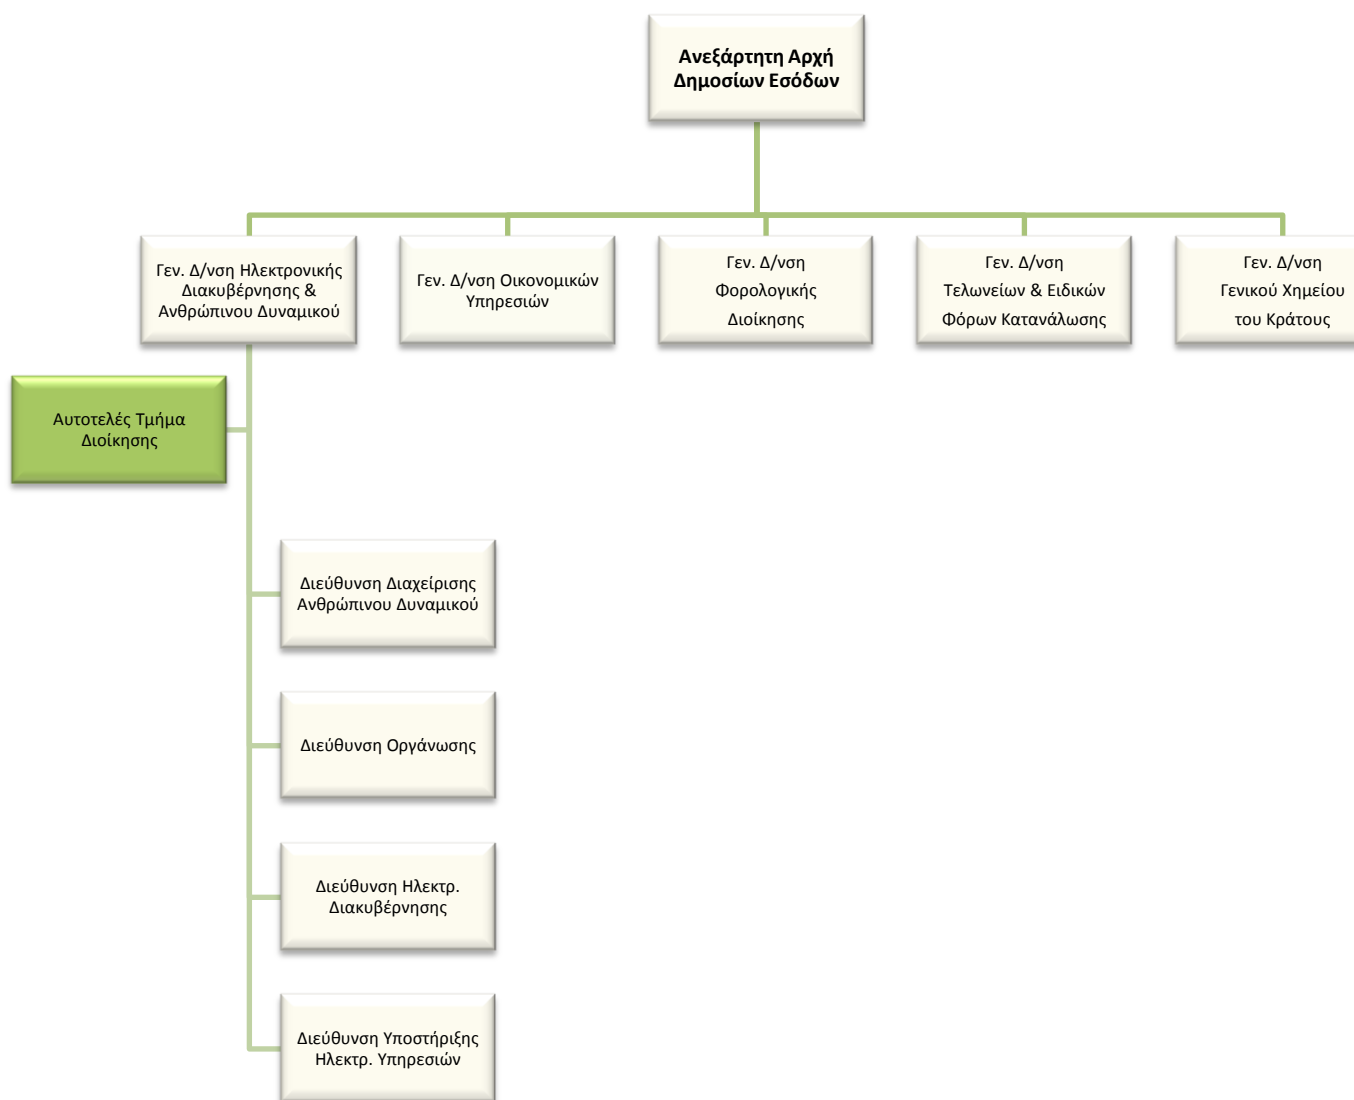 Ανεξάρτητη Αρχή
Δημοσίων Εσόδων
Γεν. Δ/νση Ηλεκτρονικής
Διακυβέρνησης &
Ανθρώπινου Δυναμικού
Γεν. Δ/νση Οικονομικών
Υπηρεσιών
Γεν. Δ/νση
Φορολογικής
Διοίκησης
Γεν. Δ/νση
Τελωνείων & Ειδικών
Φόρων Κατανάλωσης
Γεν. Δ/νση
Γενικού Χημείου
του Κράτους
Αυτοτελές Τμήμα
Διοίκησης
Διεύθυνση Διαχείρισης
Ανθρώπινου Δυναμικού
Διεύθυνση Οργάνωσης
Διεύθυνση Ηλεκτρ.
Διακυβέρνησης
Διεύθυνση Υποστήριξης
Ηλεκτρ. Υπηρεσιών